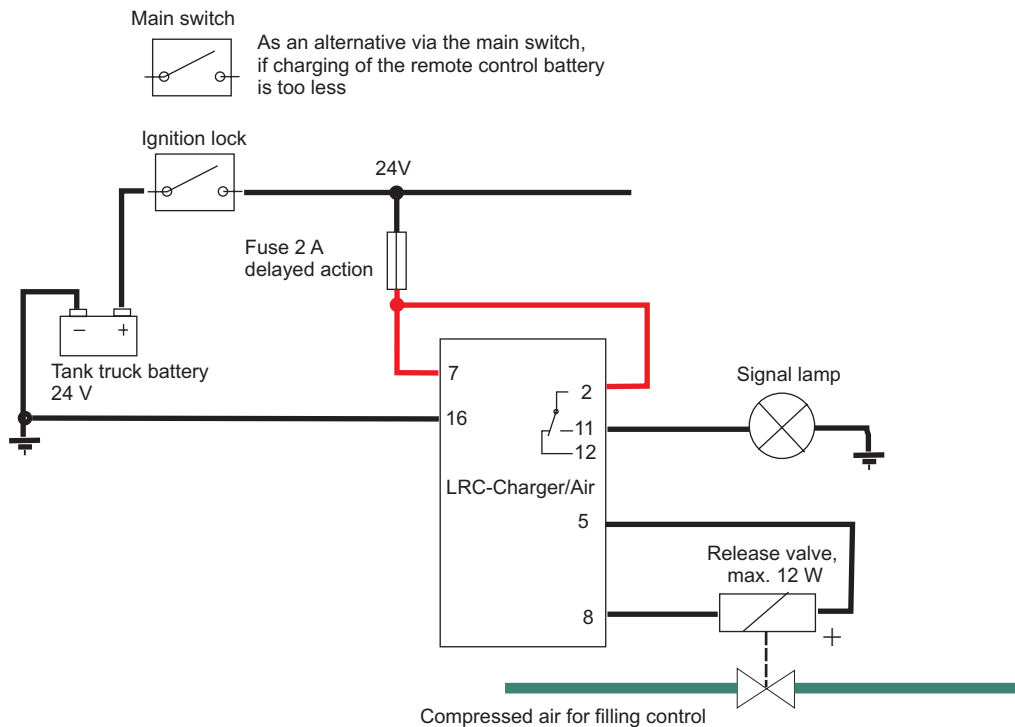 Main switch
As an alternative via the main switch,
if charging of the remote control battery
is too less
Ignition lock
24V
Fuse 2 A
delayed action
− +
Tank truck battery
24 V
7
2
Signal lamp
16
11
12
LRC-Charger/Air
5
Release valve,
max. 12 W
8
+
Compressed air for filling control